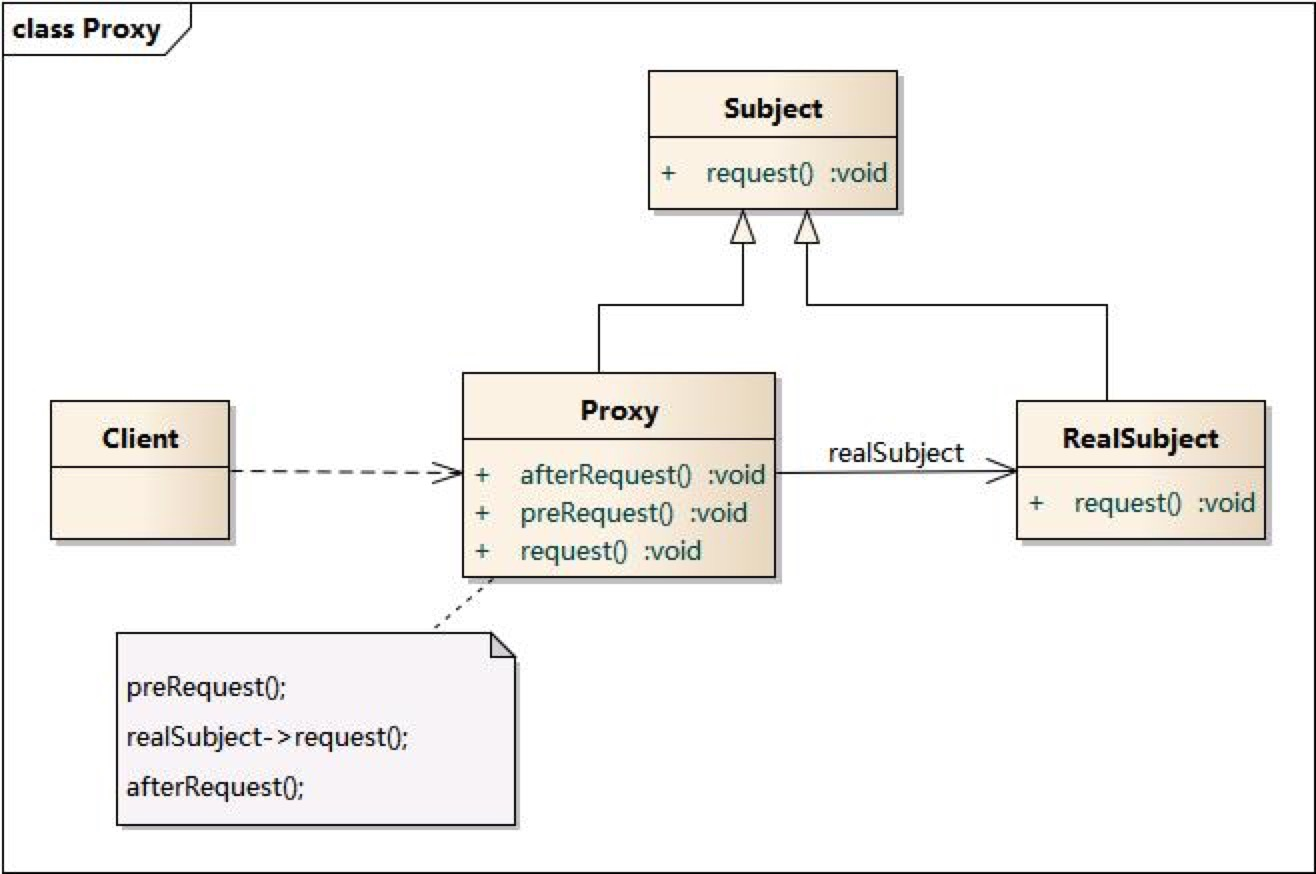 class Proxy
Subject
+ request() :void
Client
Proxy
+ afterRequest() :void
+ preRequest() :void
+ request() :void
realSubject
RealSubject
+ request() :void
preRequest();
realSubject->request();
afterRequest();